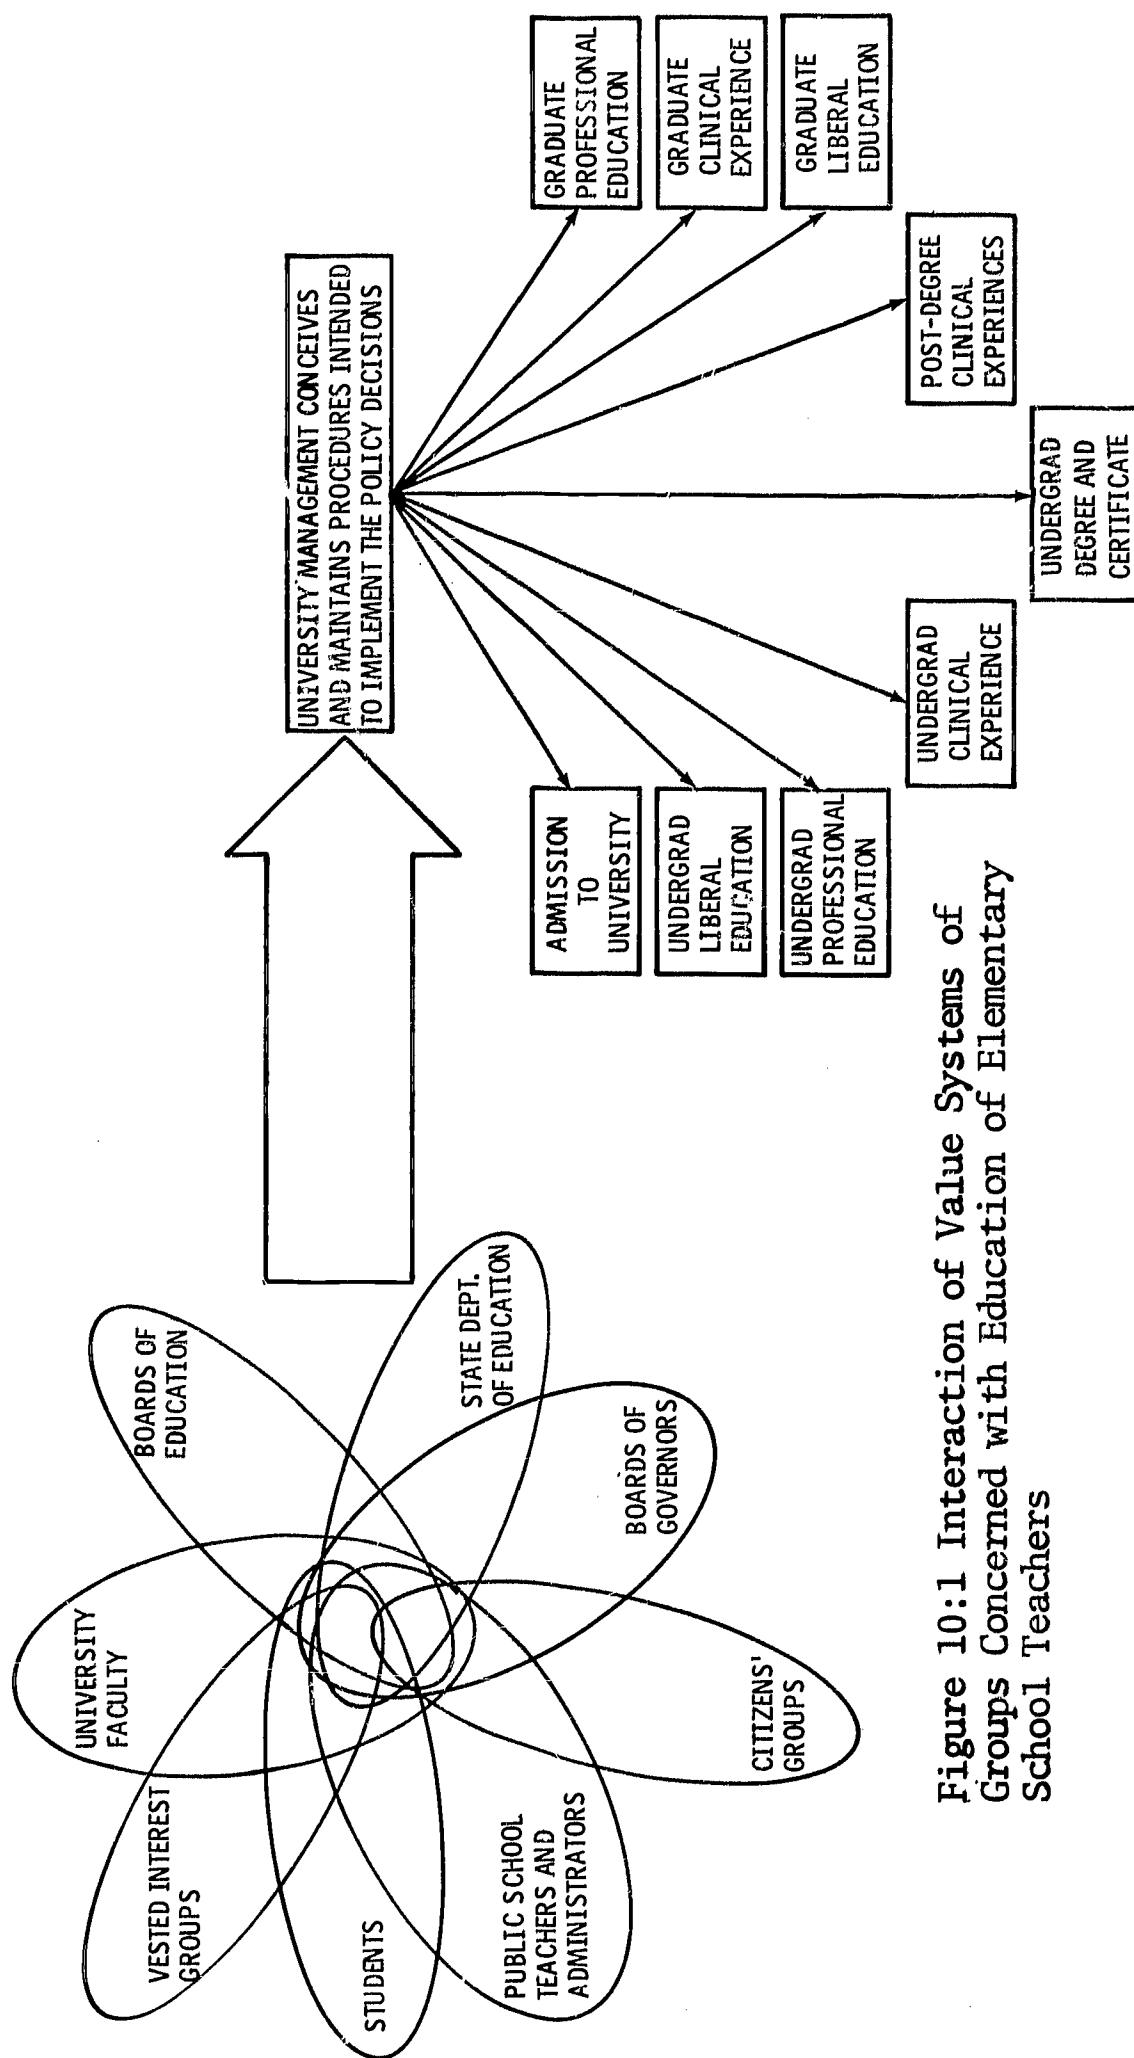 UNIVERSITY
FACULTY
BOARDS OF
EDUCATION
VESTED INTEREST
GROUPS
STATE DEPT.
OF EDUCATION
STUDENTS
BOARDS OF
GOVERNORS
PUBLIC SCHOOL
TEACHERS AND
ADMINISTRATORS
CITIZENS'
GROUPS
UNIVERSITY MANAGEMENT CONCEIVES
AND MAINTAINS PROCEDURES INTENDED
TO IMPLEMENT THE POLICY DECISIONS
ADMISSION
TO
UNIVERSITY
UNDERGRAD
LIBERAL
EDUCATION
UNDERGRAD
PROFESSIONAL
EDUCATION
UNDERGRAD
CLINICAL
EXPERIENCE
UNDERGRAD
DEGREE AND
CERTIFICATE
POST-DEGREE
CLINICAL
EXPERIENCES
GRADUATE
LIBERAL
EDUCATION
GRADUATE
CLINICAL
EXPERIENCE
GRADUATE
PROFESSIONAL
EDUCATION
Figure 10:1 Interaction of Value Systems of
Groups Concerned with Education of Elementary
School Teachers